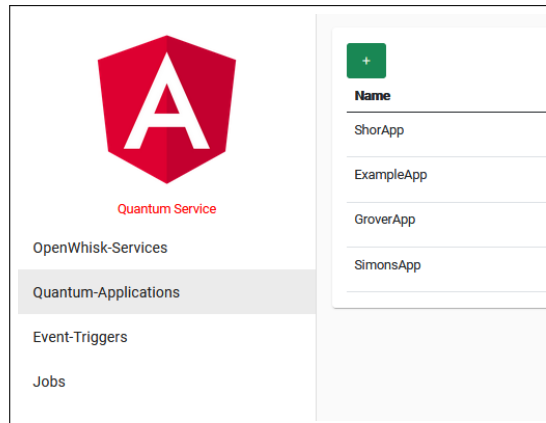 A
Quantum Service
OpenWhisk-Services
Quantum-Applications
Event-Triggers
Jobs
+
Name
ShorApp
ExampleApp
GroverApp
SimonsApp